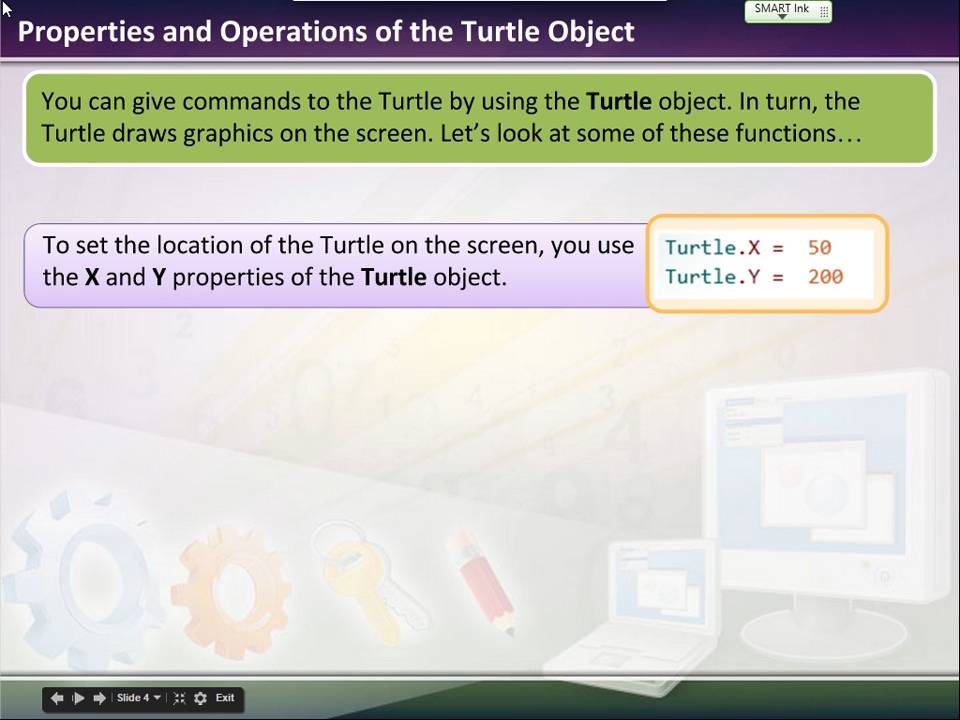 SMART Ink
Properties and Operations of the Turtle Object
You can give commands to the Turtle by using the Turtle object. In turn, the
Turtle draws graphics on the screen. Let’s look at some of these functions…
To set the location of the Turtle on the screen, you use
the X and Y properties of the Turtle object.
Turtle.X = 50
Turtle.Y = 200
Slide 4
Exit